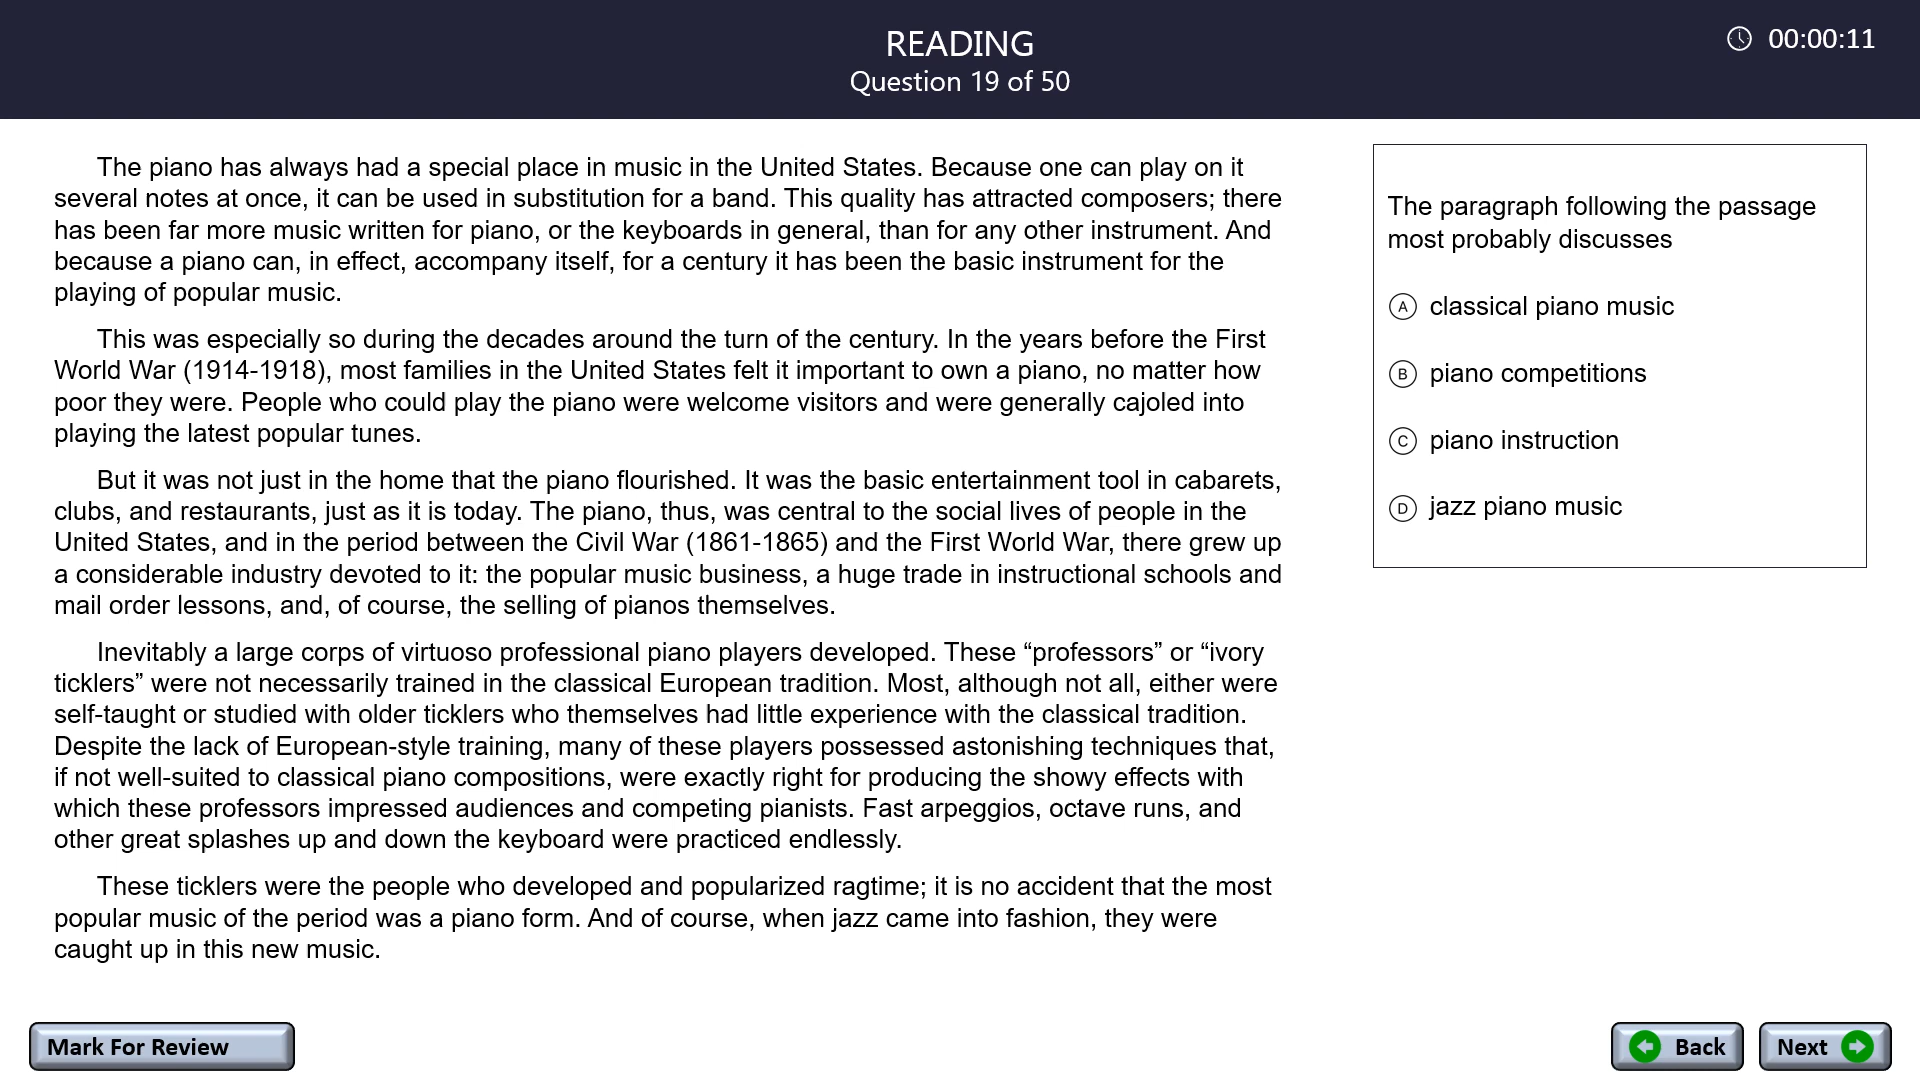 READING
Question 19 of 50
00:00:11
The piano has always had a special place in music in the United States. Because one can play on it
several notes at once, it can be used in substitution for a band. This quality has attracted composers; there
has been far more music written for piano, or the keyboards in general, than for any other instrument. And
because a piano can, in effect, accompany itself, for a century it has been the basic instrument for the
playing of popular music.
This was especially so during the decades around the turn of the century. In the years before the First
World War (1914-1918), most families in the United States felt it important to own a piano, no matter how
poor they were. People who could play the piano were welcome visitors and were generally cajoled into
playing the latest popular tunes.
But it was not just in the home that the piano flourished. It was the basic entertainment tool in cabarets,
clubs, and restaurants, just as it is today. The piano, thus, was central to the social lives of people in the
United States, and in the period between the Civil War (1861-1865) and the First World War, there grew up
a considerable industry devoted to it: the popular music business, a huge trade in instructional schools and
mail order lessons, and, of course, the selling of pianos themselves.
Inevitably a large corps of virtuoso professional piano players developed. These “professors” or “ivory
ticklers” were not necessarily trained in the classical European tradition. Most, although not all, either were
self-taught or studied with older ticklers who themselves had little experience with the classical tradition.
Despite the lack of European-style training, many of these players possessed astonishing techniques that,
if not well-suited to classical piano compositions, were exactly right for producing the showy effects with
which these professors impressed audiences and competing pianists. Fast arpeggios, octave runs, and
other great splashes up and down the keyboard were practiced endlessly.
These ticklers were the people who developed and popularized ragtime; it is no accident that the most
popular music of the period was a piano form. And of course, when jazz came into fashion, they were
caught up in this new music.
The paragraph following the passage
most probably discusses
A classical piano music
B piano competitions
C piano instruction
D jazz piano music
Mark For Review
Back
Next